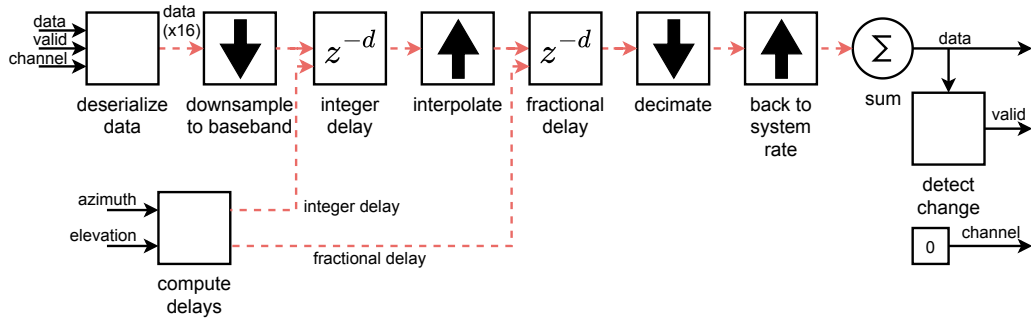 data
valid
channel
data
(x16)
deserialize
data
downsample
to baseband
z^{-d}
integer
delay
interpolate
z^{-d}
fractional
delay
decimate
back to
system
rate
Σ
sum
data
valid
detect
change
0
channel
azimuth
elevation
compute
delays
integer delay
fractional delay